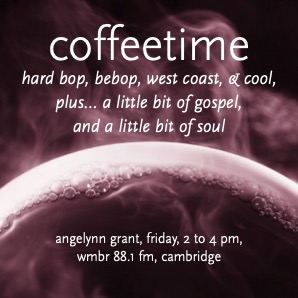 coffeetime
hard bop, bebop, west coast, & cool,
plus... a little bit of gospel,
and a little bit of soul
angelynn grant, friday, 2 to 4 pm,
wmbr 88.1 fm, cambridge